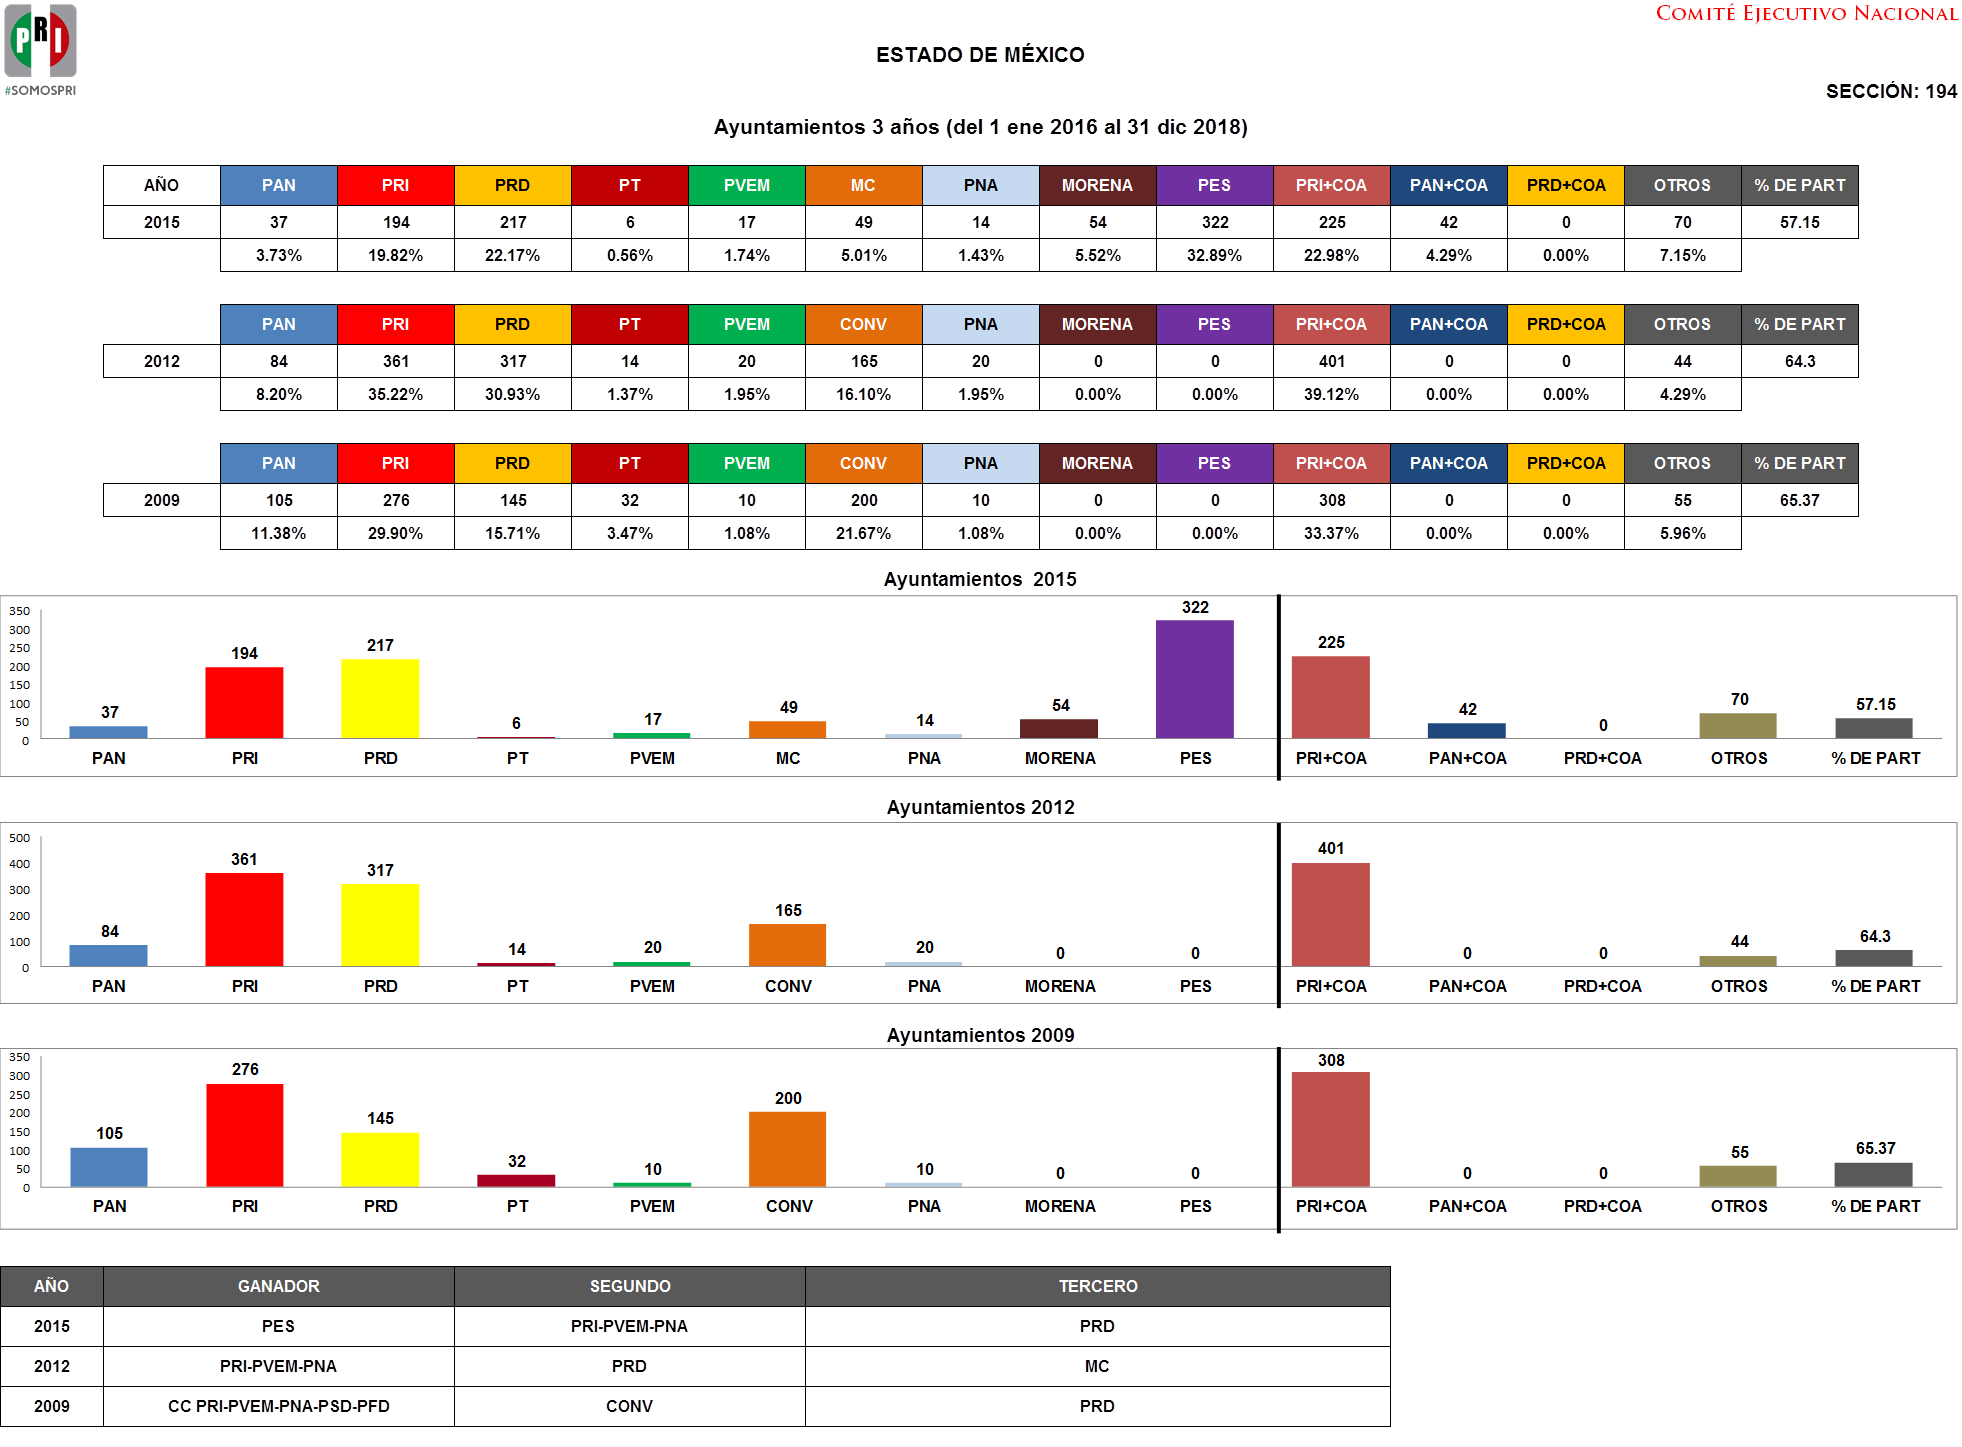 PRI
#SOMOSPRI
COMITÉ EJECUTIVO NACIONAL
ESTADO DE MÉXICO
SECCIÓN: 194
Ayuntamientos 3 años (del 1 ene 2016 al 31 dic 2018)
AÑO PAN PRI PRD PT PVEM MC PNA MORENA PES PRI+COA PAN+COA PRD+COA OTROS % DE PART
2015 37 194 217 6 17 49 14 54 322 225 42 0 70 57.15
3.73% 19.82% 22.17% 0.56% 1.74% 5.01% 1.43% 5.52% 32.89% 22.98% 4.29% 0.00% 7.15%
PAN PRI PRD PT PVEM CONV PNA MORENA PES PRI+COA PAN+COA PRD+COA OTROS % DE PART
2012 84 361 317 14 20 165 20 0 0 401 0 0 44 64.3
8.20% 35.22% 30.93% 1.37% 1.95% 16.10% 1.95% 0.00% 0.00% 39.12% 0.00% 0.00% 4.29%
PAN PRI PRD PT PVEM CONV PNA MORENA PES PRI+COA PAN+COA PRD+COA OTROS % DE PART
2009 105 276 145 32 10 200 10 0 0 308 0 0 55 65.37
11.38% 29.90% 15.71% 3.47% 1.08% 21.67% 1.08% 0.00% 0.00% 33.37% 0.00% 0.00% 5.96%
Ayuntamientos 2015
350
300
250
200
150
100
50
0
37 194 217 6 17 49 14 54 322 225 42 0 70 57.15
PAN PRI PRD PT PVEM MC PNA MORENA PES PRI+COA PAN+COA PRD+COA OTROS % DE PART
Ayuntamientos 2012
500
400
300
200
100
0
84 361 317 14 20 165 20 0 0 401 0 0 44 64.3
PAN PRI PRD PT PVEM CONV PNA MORENA PES PRI+COA PAN+COA PRD+COA OTROS % DE PART
Ayuntamientos 2009
350
300
250
200
150
100
50
0
105 276 145 32 10 200 10 0 0 308 0 0 55 65.37
PAN PRI PRD PT PVEM CONV PNA MORENA PES PRI+COA PAN+COA PRD+COA OTROS % DE PART
AÑO GANADOR SEGUNDO TERCERO
2015 PES PRI-PVEM-PNA PRD
2012 PRI-PVEM-PNA PRD MC
2009 CC PRI-PVEM-PNA-PSD-PFD CONV PRD